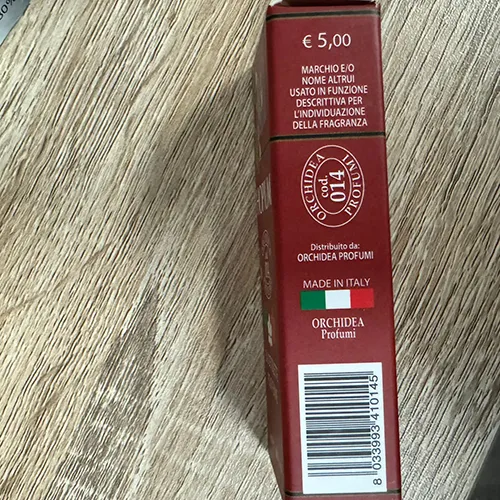 € 5,00
MARCHIO E/O
NOME ALTRUI
USATO IN FUNZIONE
DESCRITTIVA PER
L'INDIVIDUAZIONE
DELLA FRAGRANZA
ORCHIDEA
cod.
014
PROFUMI
Distribuito da:
ORCHIDEA PROFUMI
MADE IN ITALY
ORCHIDEA
Profumi
8 033993 410145